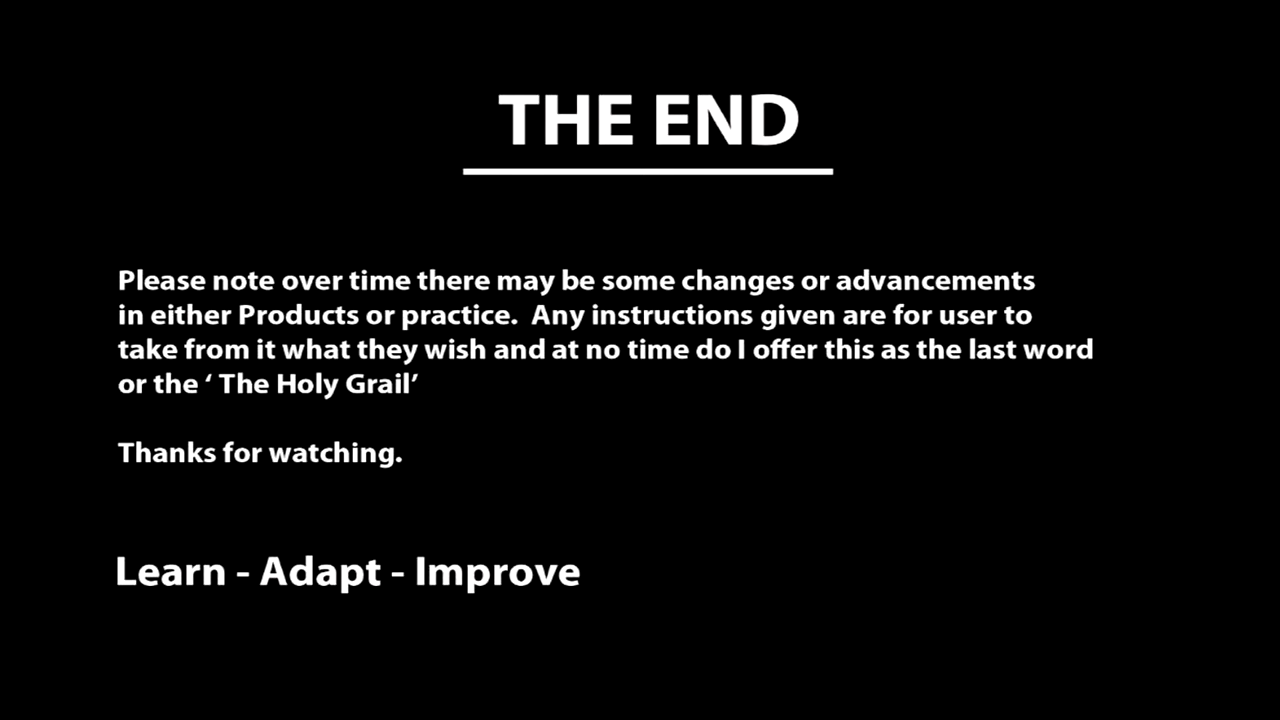 THE END
Please note over time there may be some changes or advancements
in either Products or practice.  Any instructions given are for user to
take from it what they wish and at no time do I offer this as the last word
or the ‘ The Holy Grail’
Thanks for watching.
Learn - Adapt - Improve